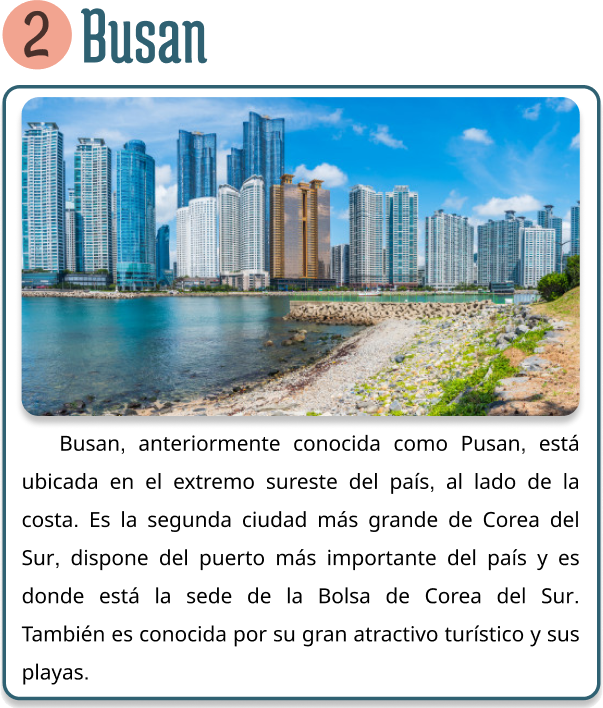 2 Busan
Busan, anteriormente conocida como Pusan, está
ubicada en el extremo sureste del país, al lado de la
costa. Es la segunda ciudad más grande de Corea del
Sur, dispone del puerto más importante del país y es
donde está la sede de la Bolsa de Corea del Sur.
También es conocida por su gran atractivo turístico y sus
playas.